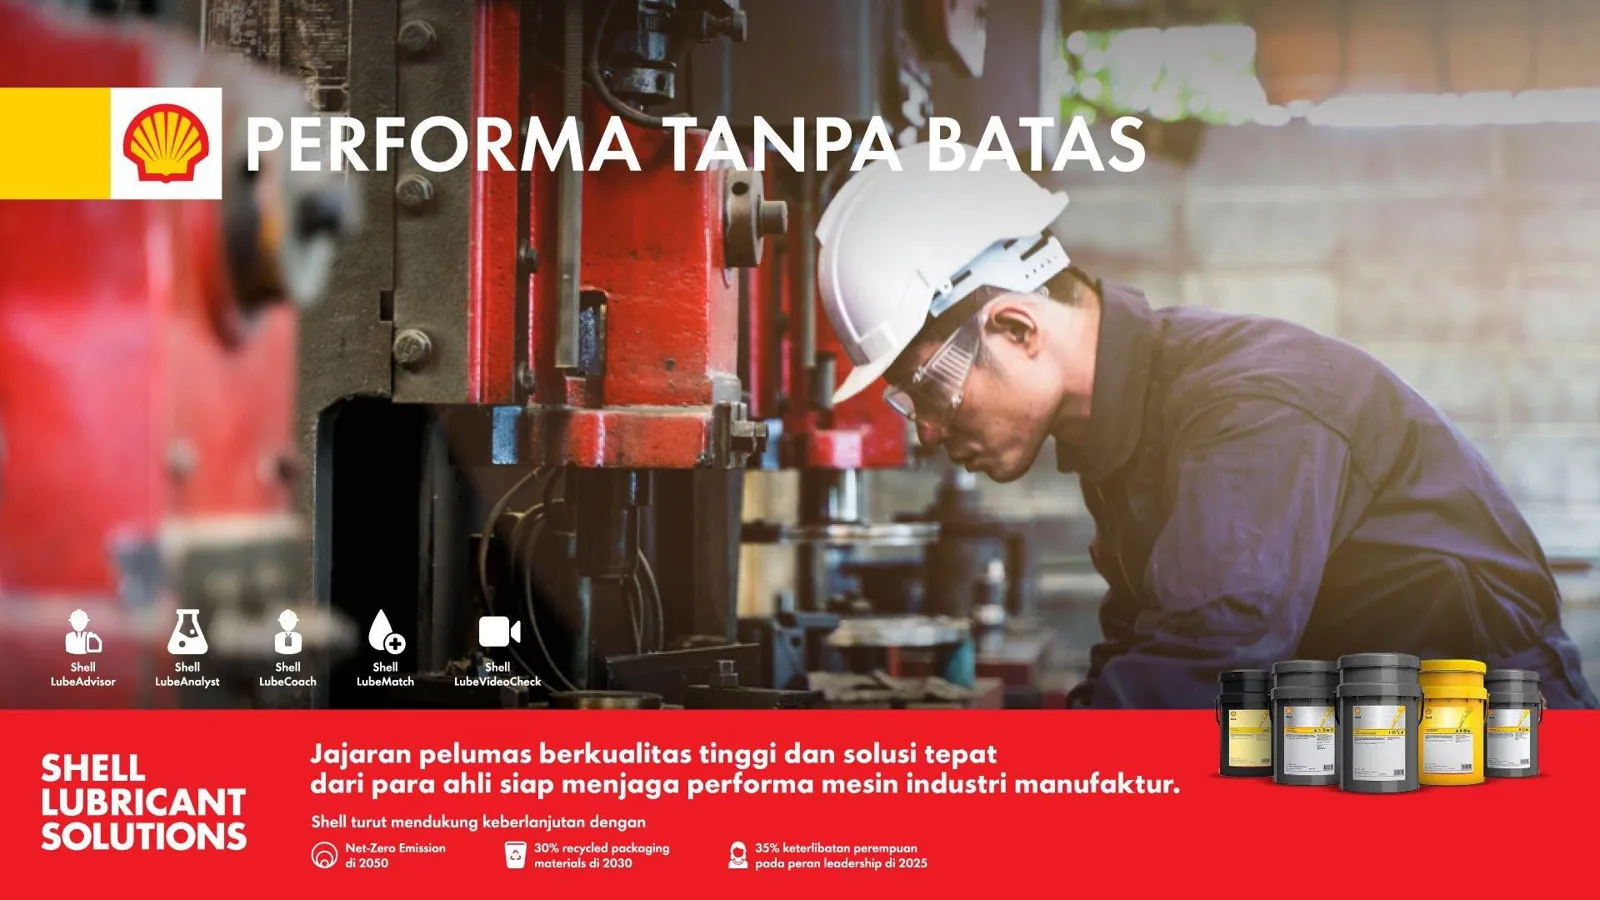 PERFORMA TANPA BATAS
Shell
LubeAdvisor
Shell
LubeAnalyst
Shell
LubeCoach
Shell
LubeMatch
Shell
LubeVideoCheck
SHELL
LUBRICANT
SOLUTIONS
Jajaran pelumas berkualitas tinggi dan solusi tepat
dari para ahli siap menjaga performa mesin industri manufaktur.
Shell turut mendukung keberlanjutan dengan
Net-Zero Emission
di 2050
30% recycled packaging
materials di 2030
35% keterlibatan perempuan
pada peran leadership di 2025